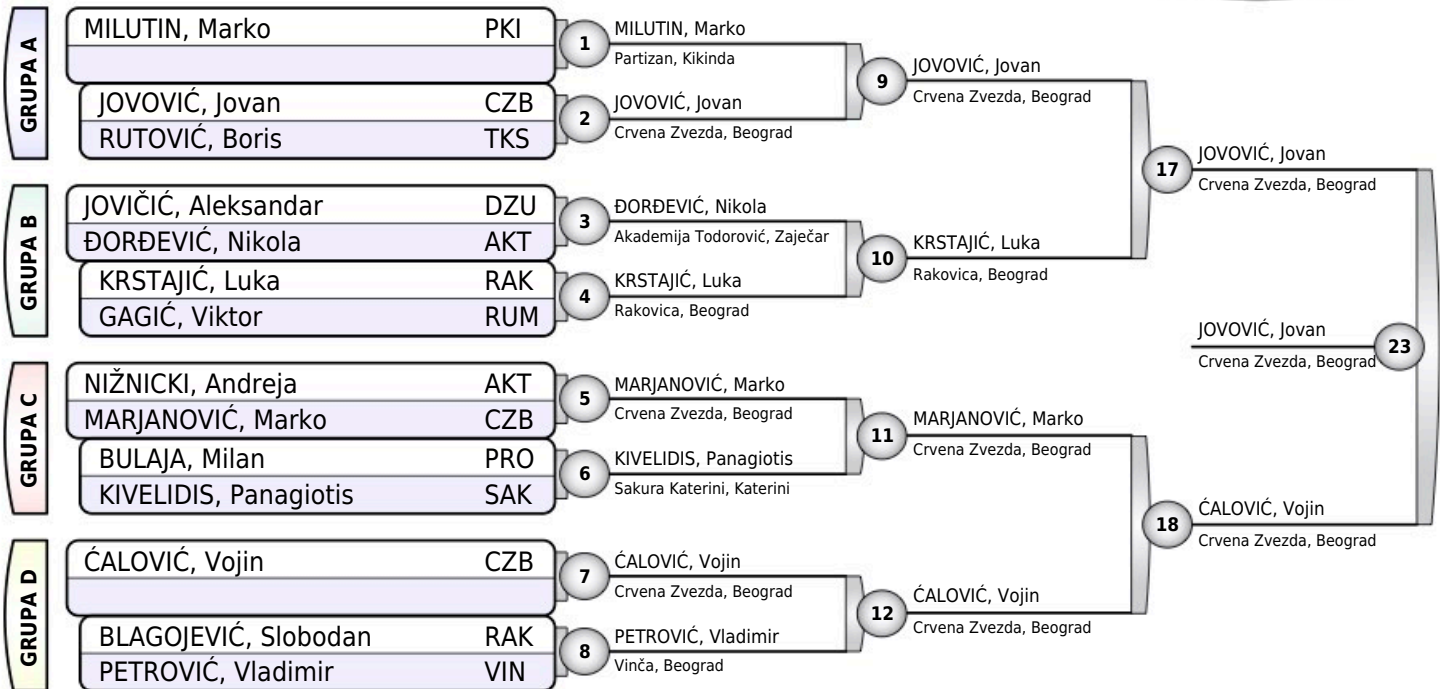 GRUPA A
MILUTIN, Marko PKI
JOVOVIĆ, Jovan CZB
RUTOVIĆ, Boris TKS
GRUPA B
JOVIČIĆ, Aleksandar DZU
ĐORĐEVIĆ, Nikola AKT
KRSTAJIĆ, Luka RAK
GAGIĆ, Viktor RUM
GRUPA C
NIŽNICKI, Andreja AKT
MARJANOVIĆ, Marko CZB
BULAJA, Milan PRO
KIVELIDIS, Panagiotis SAK
GRUPA D
ĆALOVIĆ, Vojin CZB
BLAGOJEVIĆ, Slobodan RAK
PETROVIĆ, Vladimir VIN
1 MILUTIN, Marko
Partizan, Kikinda
2 JOVOVIĆ, Jovan
Crvena Zvezda, Beograd
3 ĐORĐEVIĆ, Nikola
Akademija Todorović, Zaječar
4 KRSTAJIĆ, Luka
Rakovica, Beograd
5 MARJANOVIĆ, Marko
Crvena Zvezda, Beograd
6 KIVELIDIS, Panagiotis
Sakura Katerini, Katerini
7 ĆALOVIĆ, Vojin
Crvena Zvezda, Beograd
8 PETROVIĆ, Vladimir
Vinča, Beograd
9 JOVOVIĆ, Jovan
Crvena Zvezda, Beograd
10 KRSTAJIĆ, Luka
Rakovica, Beograd
11 MARJANOVIĆ, Marko
Crvena Zvezda, Beograd
12 ĆALOVIĆ, Vojin
Crvena Zvezda, Beograd
17 JOVOVIĆ, Jovan
Crvena Zvezda, Beograd
18 ĆALOVIĆ, Vojin
Crvena Zvezda, Beograd
JOVOVIĆ, Jovan 23
Crvena Zvezda, Beograd